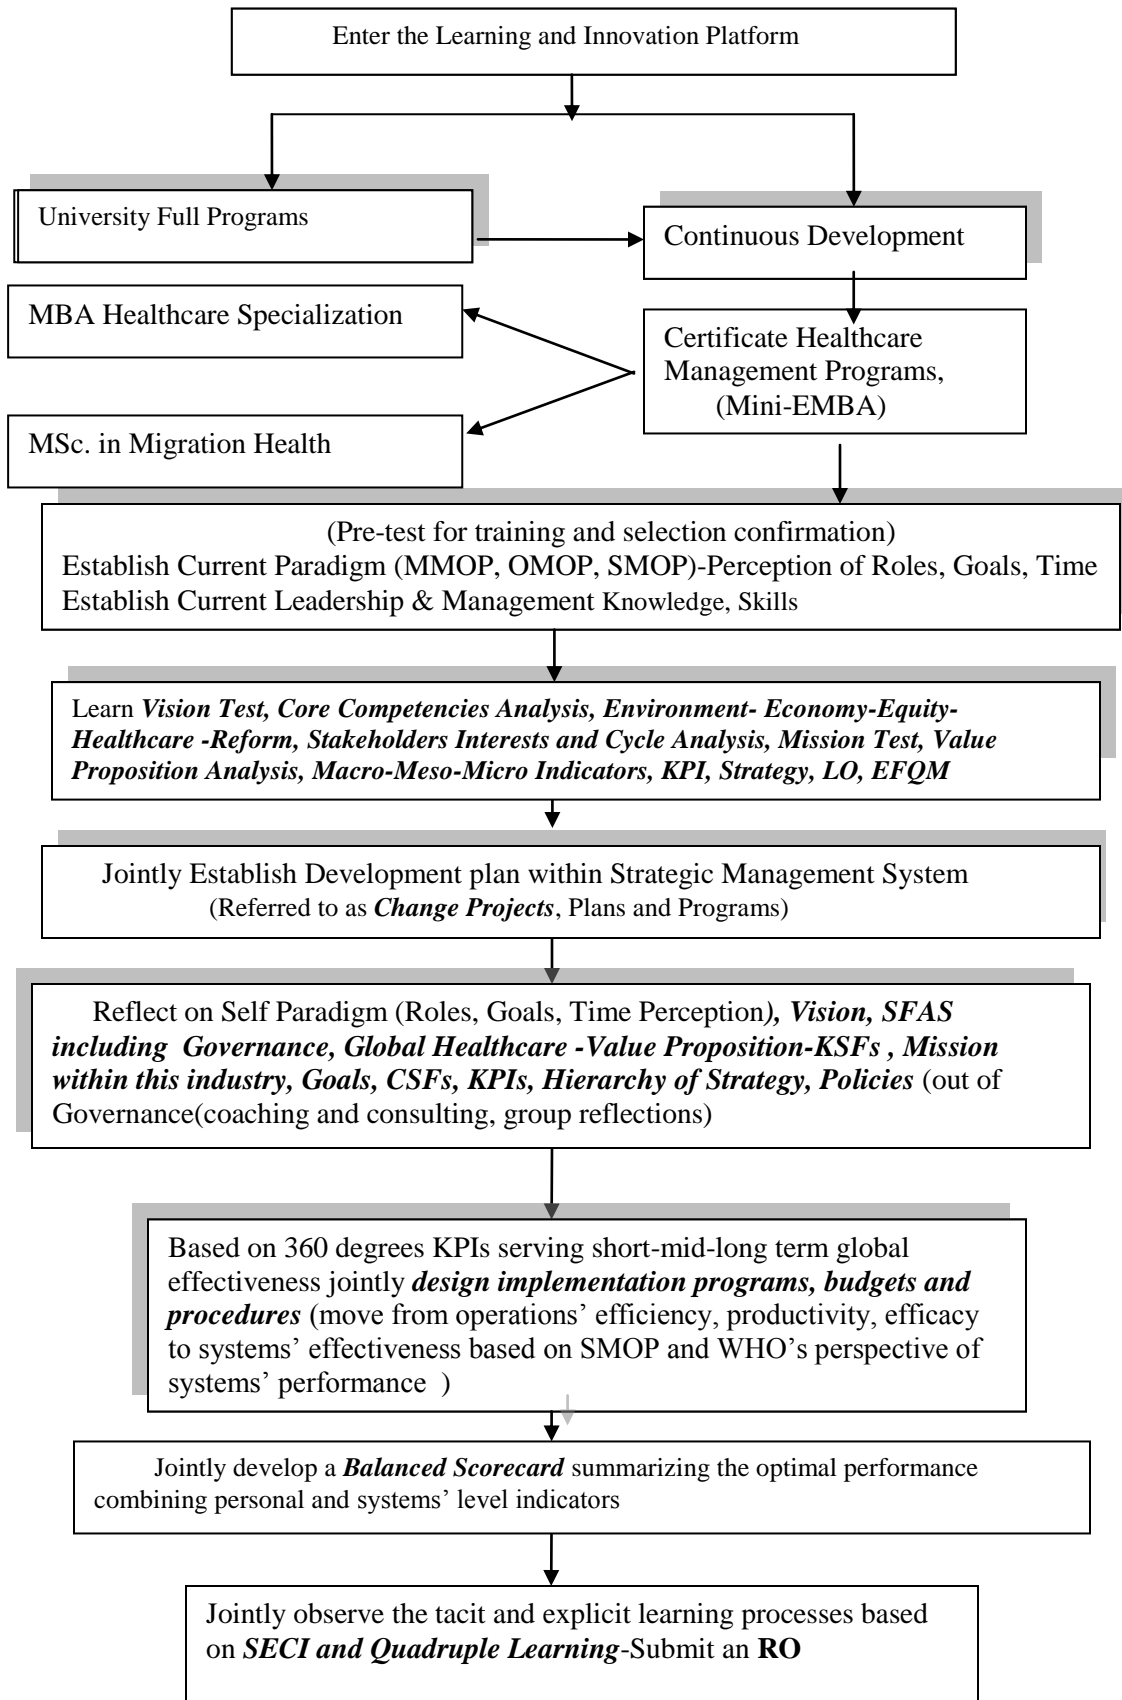 Enter the Learning and Innovation Platform
University Full Programs
Continuous Development
MBA Healthcare Specialization
Certificate Healthcare
Management Programs,
(Mini-EMBA)
MSc. in Migration Health
(Pre-test for training and selection confirmation)
Establish Current Paradigm (MMOP, OMOP, SMOP)-Perception of Roles, Goals, Time
Establish Current Leadership & Management Knowledge, Skills
Learn Vision Test, Core Competencies Analysis, Environment- Economy-Equity-
Healthcare -Reform, Stakeholders Interests and Cycle Analysis, Mission Test, Value
Proposition Analysis, Macro-Meso-Micro Indicators, KPI, Strategy, LO, EFQM
Jointly Establish Development plan within Strategic Management System
(Referred to as Change Projects, Plans and Programs)
Reflect on Self Paradigm (Roles, Goals, Time Perception), Vision, SFAS
including Governance, Global Healthcare -Value Proposition-KSFs , Mission
within this industry, Goals, CSFs, KPIs, Hierarchy of Strategy, Policies (out of
Governance(coaching and consulting, group reflections)
Based on 360 degrees KPIs serving short-mid-long term global
effectiveness jointly design implementation programs, budgets and
procedures (move from operations’ efficiency, productivity, efficacy
to systems’ effectiveness based on SMOP and WHO’s perspective of
systems’ performance )
Jointly develop a Balanced Scorecard summarizing the optimal performance
combining personal and systems’ level indicators
Jointly observe the tacit and explicit learning processes based
on SECI and Quadruple Learning-Submit an RO